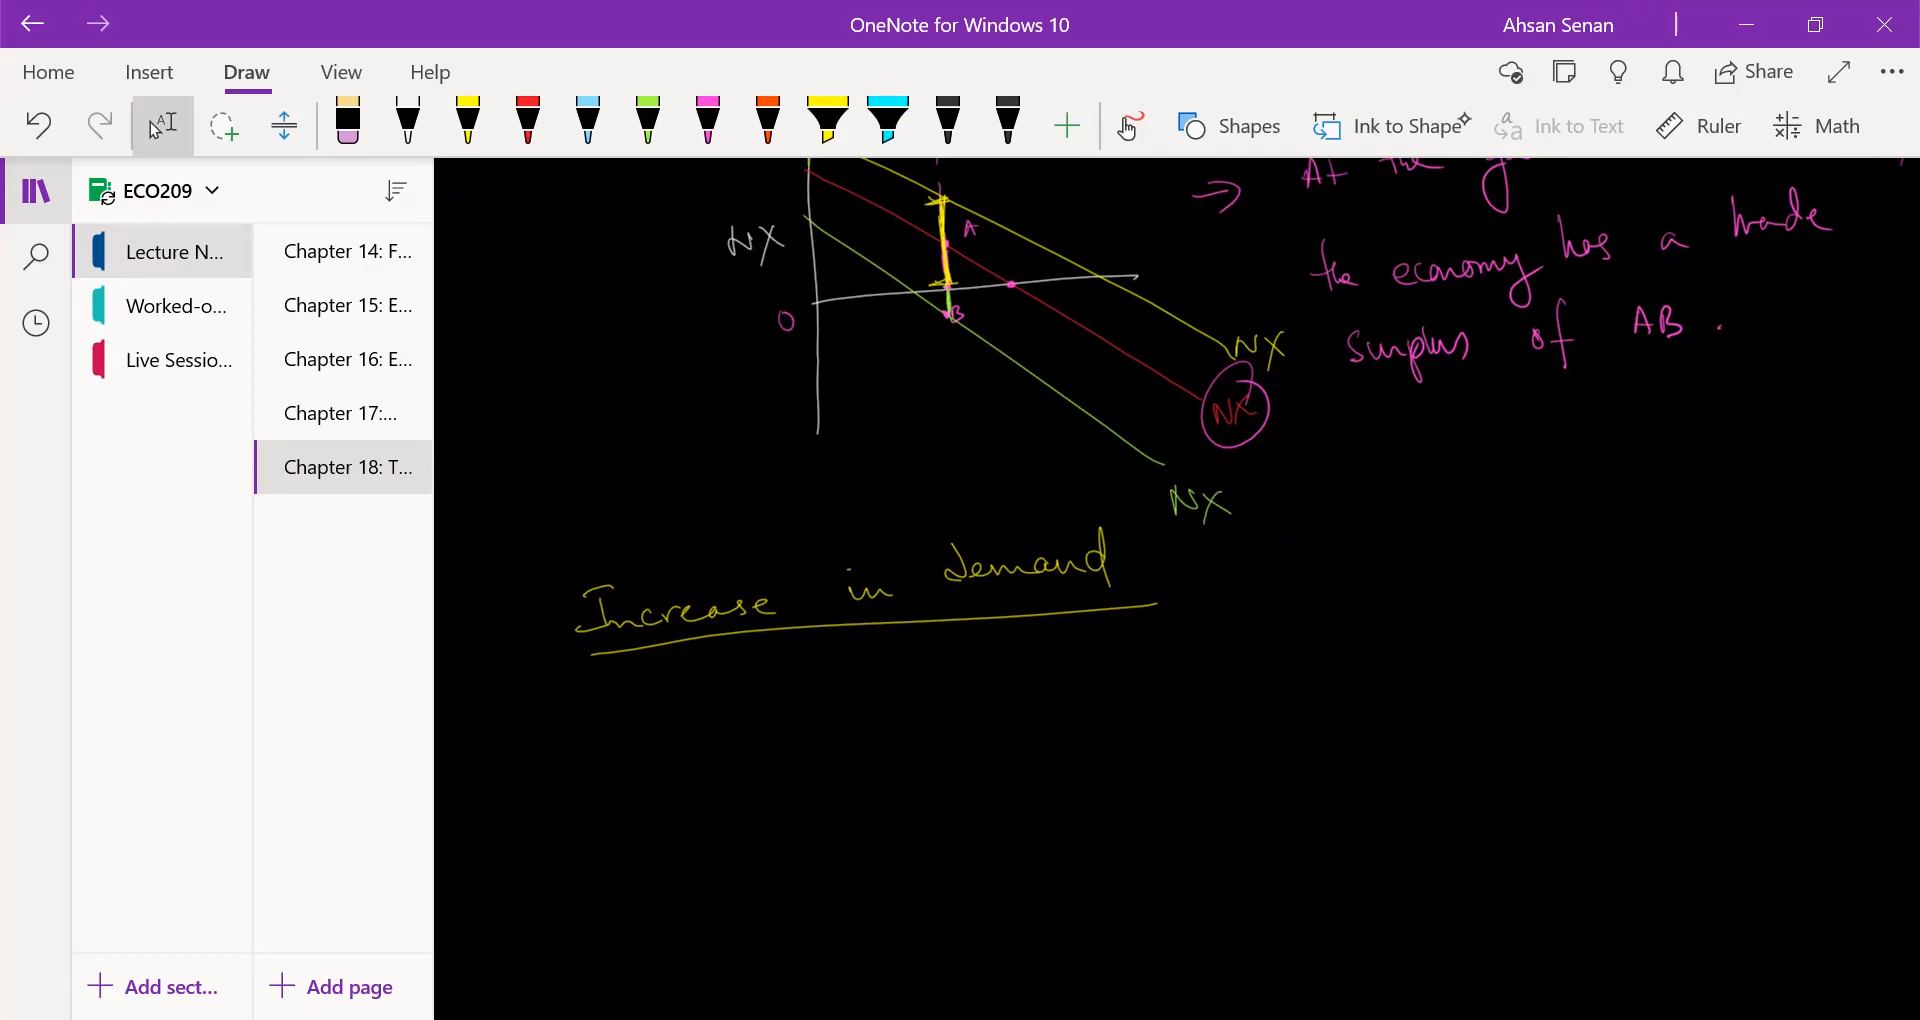 OneNote for Windows 10
Ahsan Senan
Home Insert Draw View Help
Share
Shapes
Ink to Shape
Ink to Text
Ruler
Math
ECO209
Lecture N...
Worked-o...
Live Sessio...
Chapter 14: F...
Chapter 15: E...
Chapter 16: E...
Chapter 17:...
Chapter 18: T...
Add sect...
Add page
NX
O
A
B
NX
NX
NX
→ At the
the economy has a trade
surplus of AB.
Increase in Demand